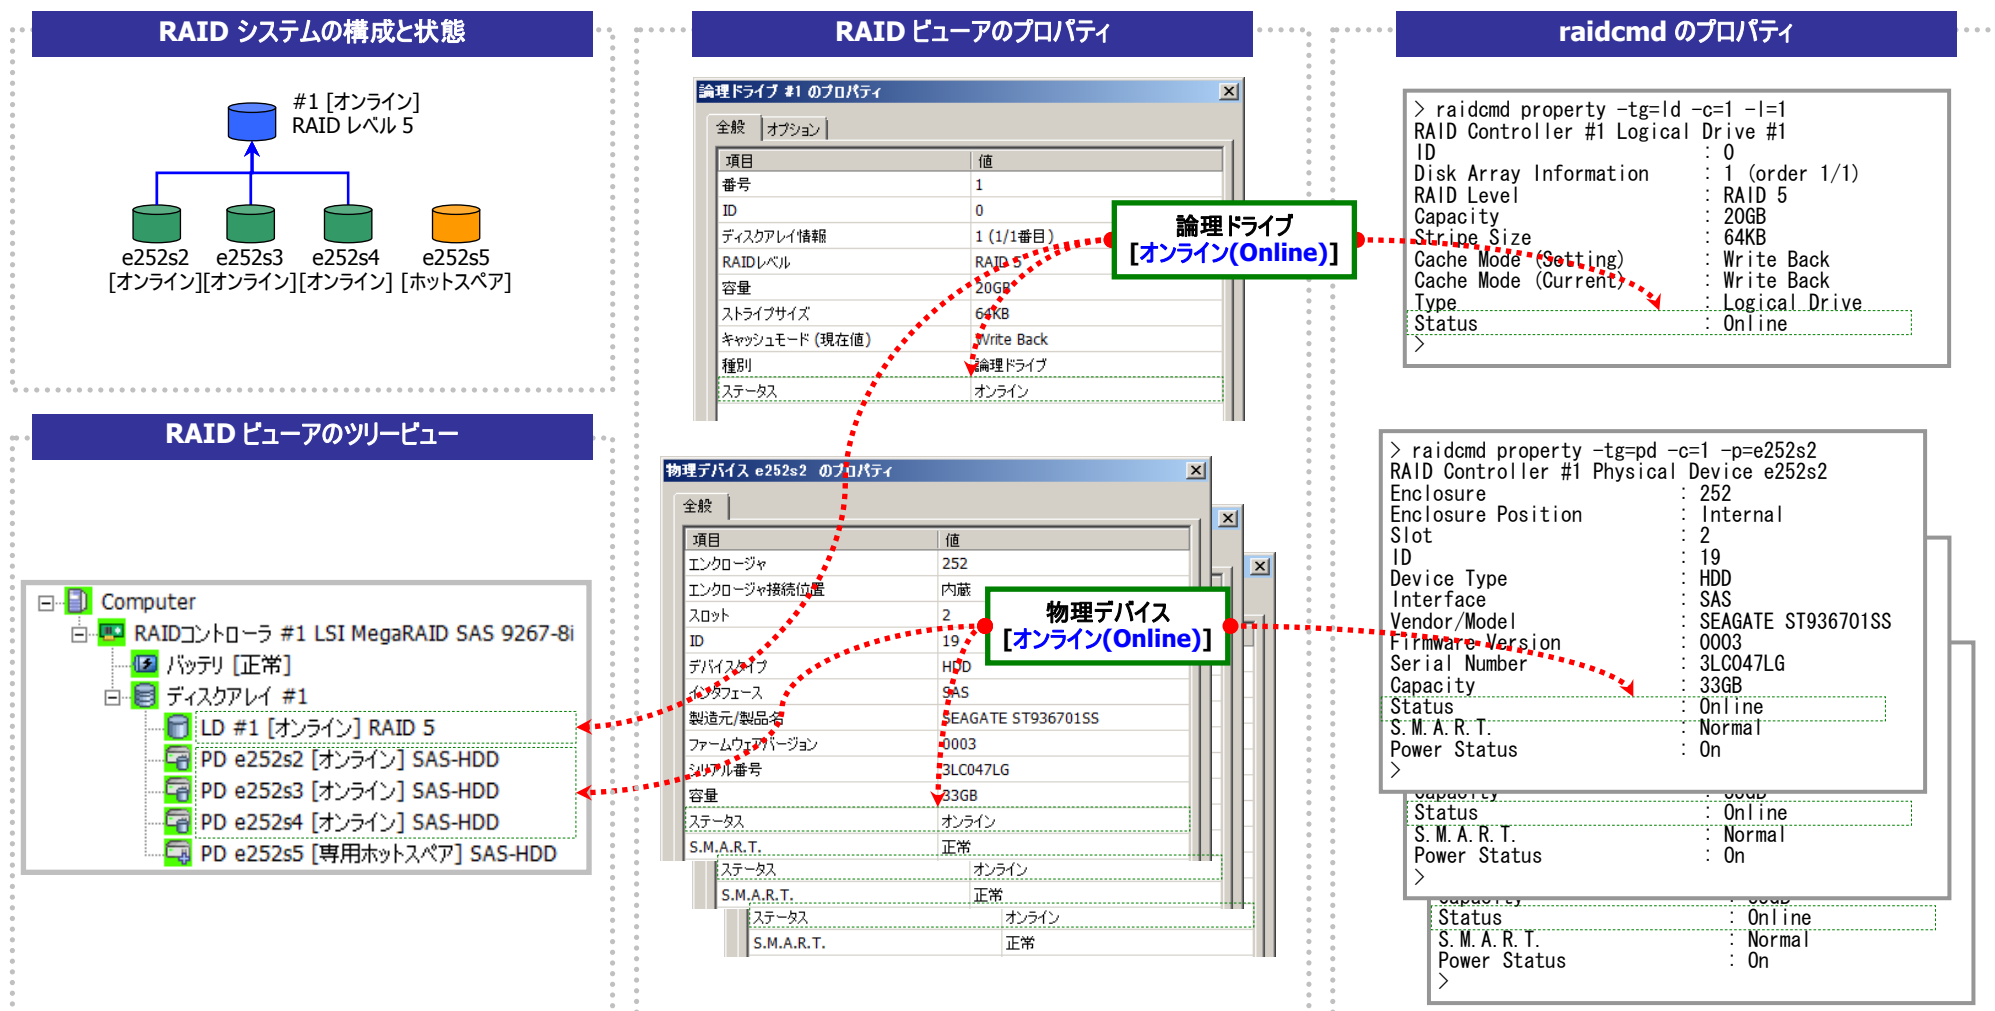 RAID システムの構成と状態
#1 [オンライン]
RAID レベル 5
e252s2 e252s3 e252s4 e252s5
[オンライン][オンライン][オンライン] [ホットスペア]
RAID ビューアのツリービュー
Computer
RAIDコントローラ #1 LSI MegaRAID SAS 9267-8i
バッテリ [正常]
ディスクアレイ #1
LD #1 [オンライン] RAID 5
PD e252s2 [オンライン] SAS-HDD
PD e252s3 [オンライン] SAS-HDD
PD e252s4 [オンライン] SAS-HDD
PD e252s5 [専用ホットスペア] SAS-HDD
RAID ビューアのプロパティ
論理ドライブ #1 のプロパティ
全般 オプション
項目 値
番号 1
ID 0
ディスクアレイ情報 1 (1/1番目)
RAIDレベル RAID 5
容量 20GB
ストライプサイズ 64KB
キャッシュモード (現在値) Write Back
種別 論理ドライブ
ステータス オンライン
論理ドライブ
[オンライン(Online)]
物理デバイス e252s2 のプロパティ
全般
項目 値
エンクロージャ 252
エンクロージャ接続位置 内蔵
スロット 2
ID 19
デバイスタイプ HDD
インタフェース SAS
製造元/製品名 SEAGATE ST936701SS
ファームウェアバージョン 0003
シリアル番号 3LC047LG
容量 33GB
ステータス オンライン
S.M.A.R.T. 正常
ステータス オンライン
S.M.A.R.T. 正常
ステータス オンライン
S.M.A.R.T. 正常
物理デバイス
[オンライン(Online)]
raidcmd のプロパティ
> raidcmd property -tg=ld -c=1 -l=1
RAID Controller #1 Logical Drive #1
ID : 0
Disk Array Information : 1 (order 1/1)
RAID Level : RAID 5
Capacity : 20GB
Stripe Size : 64KB
Cache Mode (Setting) : Write Back
Cache Mode (Current) : Write Back
Type : Logical Drive
Status : Online
>
> raidcmd property -tg=pd -c=1 -p=e252s2
RAID Controller #1 Physical Device e252s2
Enclosure : 252
Enclosure Position : Internal
Slot : 2
ID : 19
Device Type : HDD
Interface : SAS
Vendor/Model : SEAGATE ST936701SS
Firmware Version : 0003
Serial Number : 3LC047LG
Capacity : 33GB
Status : Online
S.M.A.R.T. : Normal
Power Status : On
>
Capacity : 33GB
Status : Online
S.M.A.R.T. : Normal
Power Status : On
>
Capacity : 33GB
Status : Online
S.M.A.R.T. : Normal
Power Status : On
>